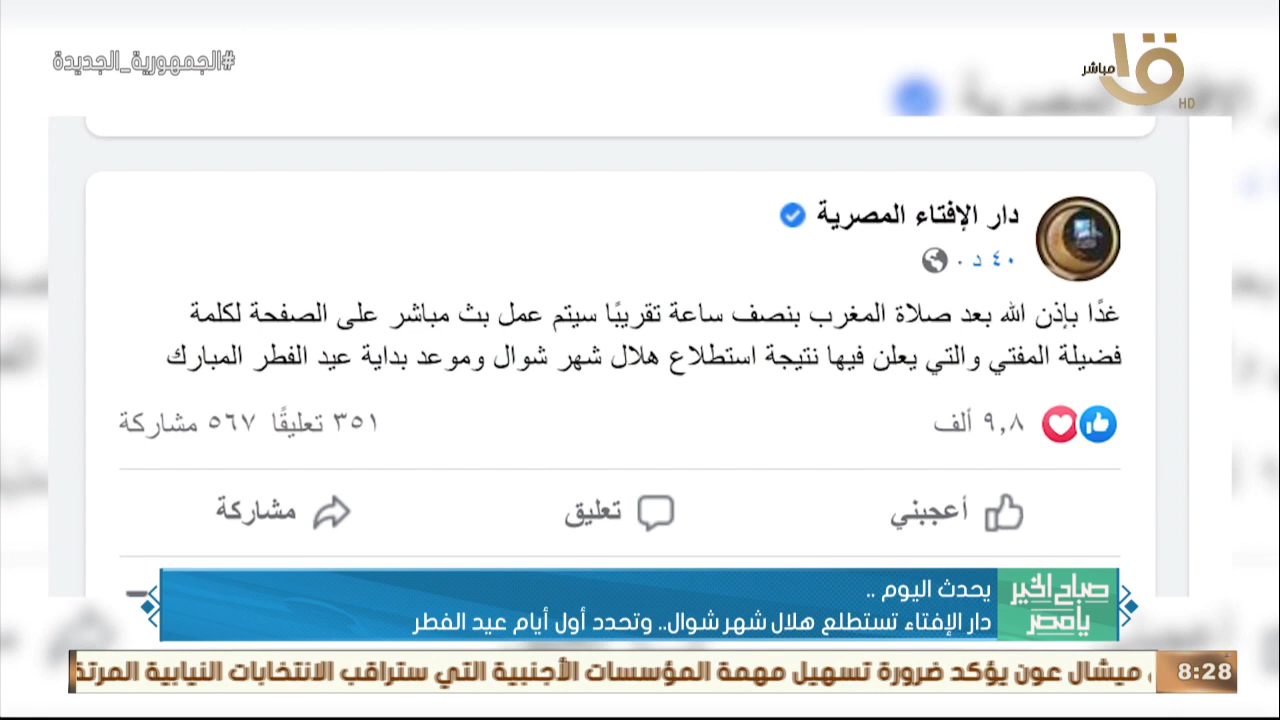 #الجمهورية_الجديدة
مباشر
HD
دار الإفتاء المصرية
٤٠ د ·
غدًا بإذن الله بعد صلاة المغرب بنصف ساعة تقريبًا سيتم عمل بث مباشر على الصفحة لكلمة
فضيلة المفتي والتي يعلن فيها نتيجة استطلاع هلال شهر شوال وموعد بداية عيد الفطر المبارك
٩,٨ ألف
٣٥١ تعليقًا ٥٦٧ مشاركة
أعجبني
تعليق
مشاركة
صباح الخير
يا مصر
يحدث اليوم ..
دار الإفتاء تستطلع هلال شهر شوال.. وتحدد أول أيام عيد الفطر
8:28
ميشال عون يؤكد ضرورة تسهيل مهمة المؤسسات الأجنبية التي ستراقب الانتخابات النيابية